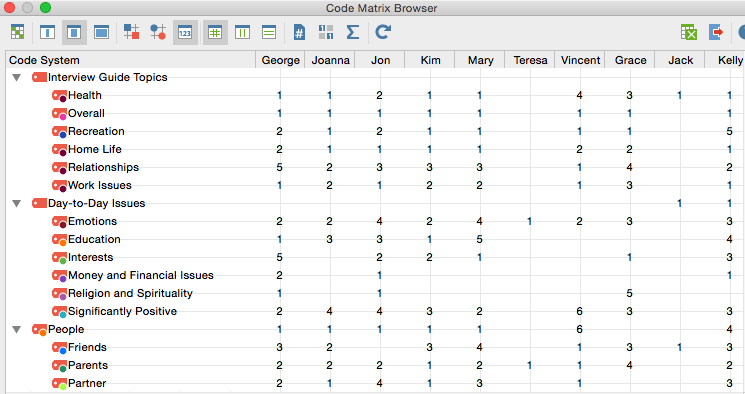 Code Matrix Browser
123
#
Σ
Code System George Joanna Jon Kim Mary Teresa Vincent Grace Jack Kelly
Interview Guide Topics
Health 1 1 2 1 1 4 3 1 1
Overall 1 1 1 1 1 1 1 1
Recreation 2 1 2 1 1 1 1 5
Home Life 2 1 1 1 1 2 2 1
Relationships 5 2 3 3 3 1 4 2
Work Issues 1 2 1 2 2 1 3 1
Day-to-Day Issues 1 1
Emotions 2 2 4 2 4 1 2 3 3
Education 1 3 3 1 5 4
Interests 5 2 2 1 1 3
Money and Financial Issues 2 1 1
Religion and Spirituality 1 1 5
Significantly Positive 2 4 4 3 2 6 3 3
People 1 1 1 1 1 6 4
Friends 3 2 3 4 1 3 1 3
Parents 2 2 2 1 2 1 1 4 2
Partner 2 1 4 1 3 1 3